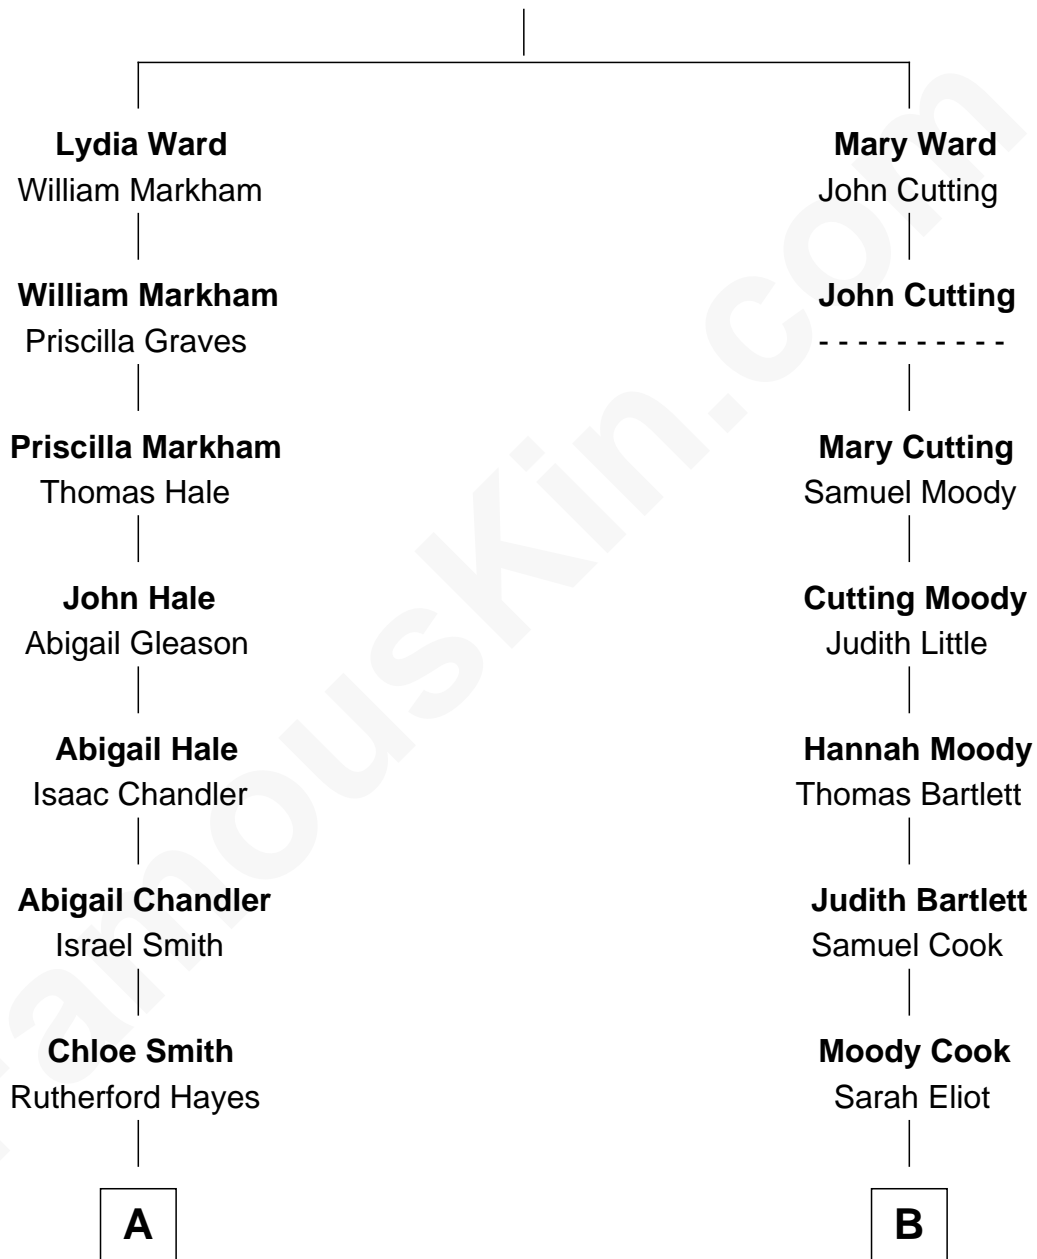 Lydia Ward
William Markham
Mary Ward
John Cutting
William Markham
Priscilla Graves
John Cutting
- - - - - - - - - -
Priscilla Markham
Thomas Hale
Mary Cutting
Samuel Moody
John Hale
Abigail Gleason
Cutting Moody
Judith Little
Abigail Hale
Isaac Chandler
Hannah Moody
Thomas Bartlett
Abigail Chandler
Israel Smith
Judith Bartlett
Samuel Cook
Chloe Smith
Rutherford Hayes
Moody Cook
Sarah Eliot
A
B
FamousKin.com